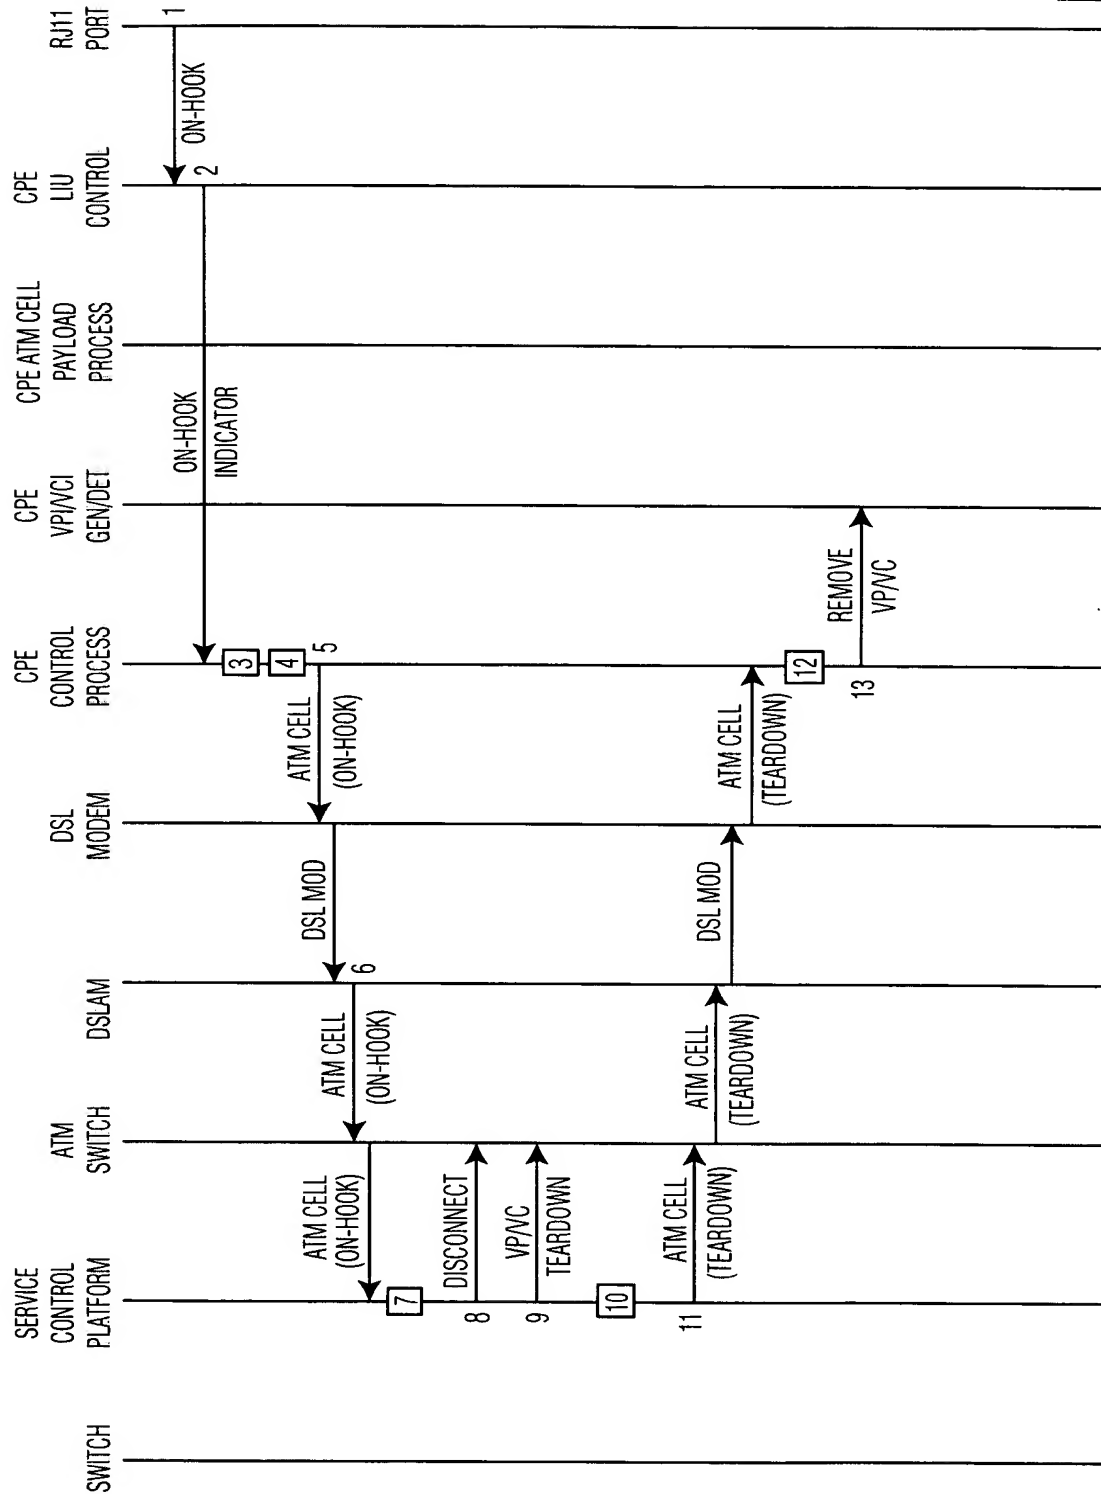 SWITCH
SERVICE
CONTROL
PLATFORM
ATM
SWITCH
DSLAM
DSL
MODEM
CPE
CONTROL
PROCESS
CPE
VPI/VCI
GEN/DET
CPE ATM CELL
PAYLOAD
PROCESS
CPE
LIU
CONTROL
RJ11
PORT
1
ON-HOOK
2
ON-HOOK
INDICATOR
3
4
5
ATM CELL
(ON-HOOK)
DSL MOD
6
ATM CELL
(ON-HOOK)
ATM CELL
(ON-HOOK)
7
8
DISCONNECT
9
VP/VC
TEARDOWN
10
11
ATM CELL
(TEARDOWN)
ATM CELL
(TEARDOWN)
DSL MOD
ATM CELL
(TEARDOWN)
12
13
REMOVE
VP/VC